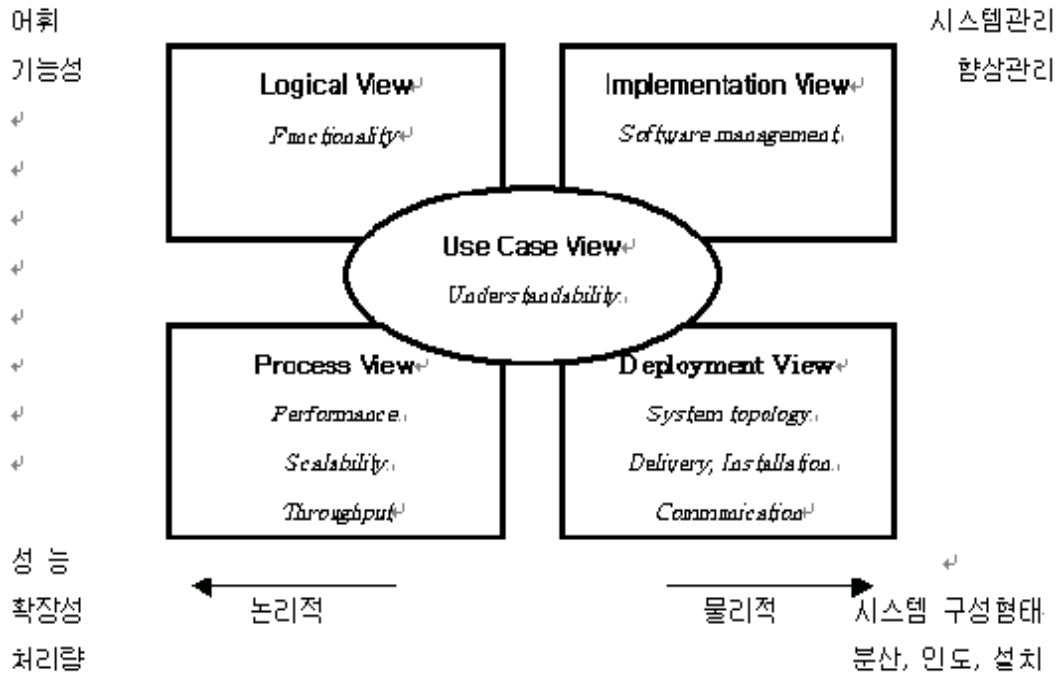 어휘
시스템관리
기능성
향상관리
Logical View
Implementation View
Functionality
Software management
Use Case View
Understandability
Process View
Deployment View
Performance
System topology
Scalability
Delivery, Installation
Throughput
Communication
성 능
확장성
논리적
물리적
시스템 구성형태
처리량
분산, 인도, 설치